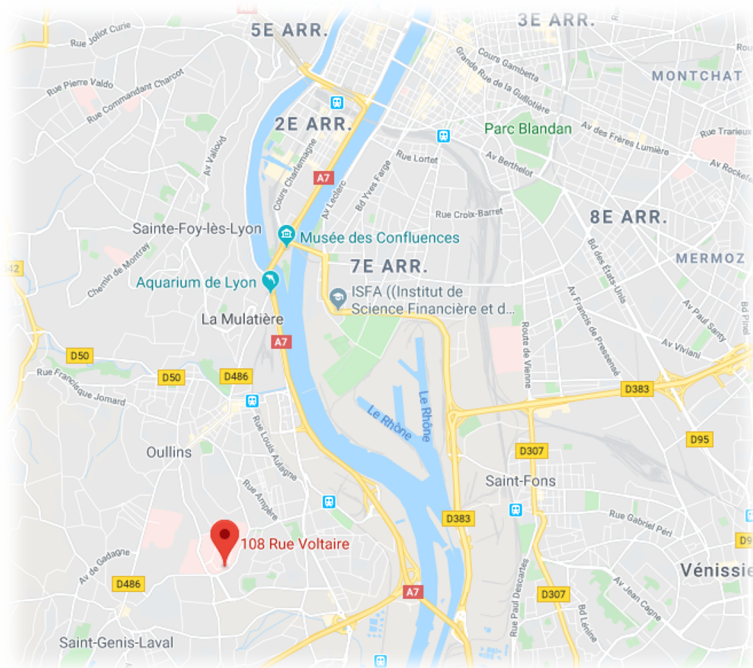 3E ARR.
5E ARR.
Rue Joliot Curie
Cours Gambetta
Grande Rue de la Guillotière
MONTCHAT
Rue Pierre Valdo
Rue Commandant Charcot
2E ARR.
Parc Blandan
Av des Frères Lumière
Rue Trarieux
Av Valioud
Cours Charlemagne
Rue Lortet
Av Berthelot
Av Rockefe
A7
Av Leclerc
Bd Yves Farge
Rue Croix-Barret
8E ARR.
Sainte-Foy-lès-Lyon
Musée des Confluences
Chemin de Montray
7E ARR.
Bd des États-Unis
MERMOZ
42
Aquarium de Lyon
ISFA ((Institut de
Science Financière et d...
La Mulatière
Av Francis de Pressensé
Av Paul Santy
Bd Pinel
A7
Route de Vienne
Av Viviani
D50
D50
D486
Rue Francisque Jomard
Le Rhône
Le Rhône
D383
Rue Louis Aulagne
D95
Oullins
D307
Saint-Fons
Rue Ampère
D383
Rue Gabriel Péri
108 Rue Voltaire
D9
Av de Gadagne
Vénissie
D486
A7
Rue Paul Descartes
D307
Av Jean Cagne
Bd Lénine
Saint-Genis-Laval